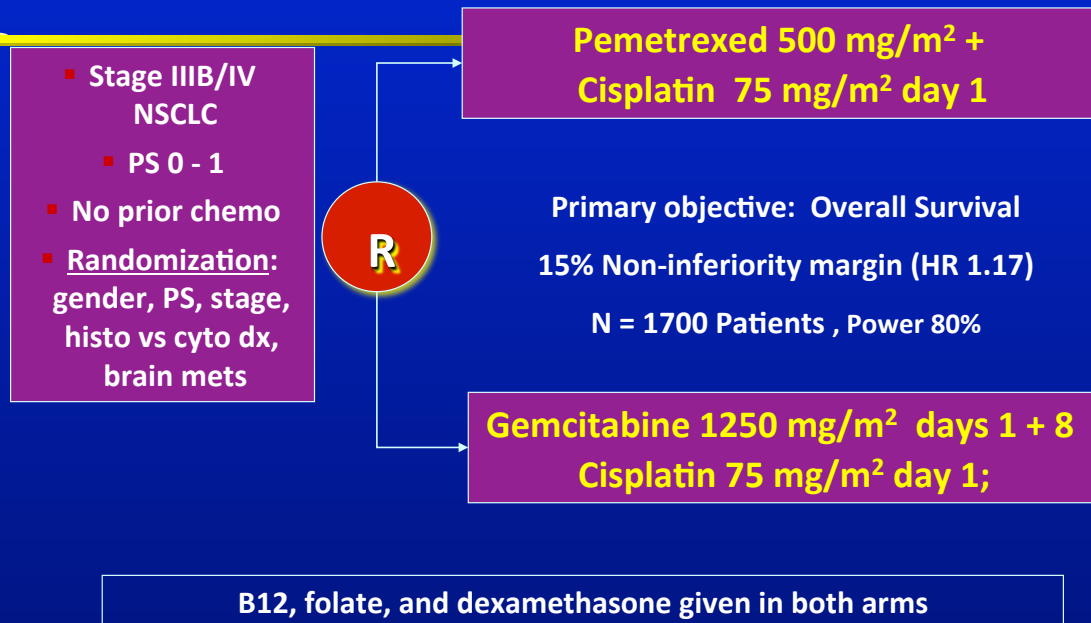 ▪ Stage IIIB/IV
NSCLC
▪ PS 0 - 1
▪ No prior chemo
▪ Randomization:
gender, PS, stage,
histo vs cyto dx,
brain mets
R
Pemetrexed 500 mg/m² +
Cisplatin 75 mg/m² day 1
Primary objective: Overall Survival
15% Non-inferiority margin (HR 1.17)
N = 1700 Patients , Power 80%
Gemcitabine 1250 mg/m² days 1 + 8
Cisplatin 75 mg/m² day 1;
B12, folate, and dexamethasone given in both arms